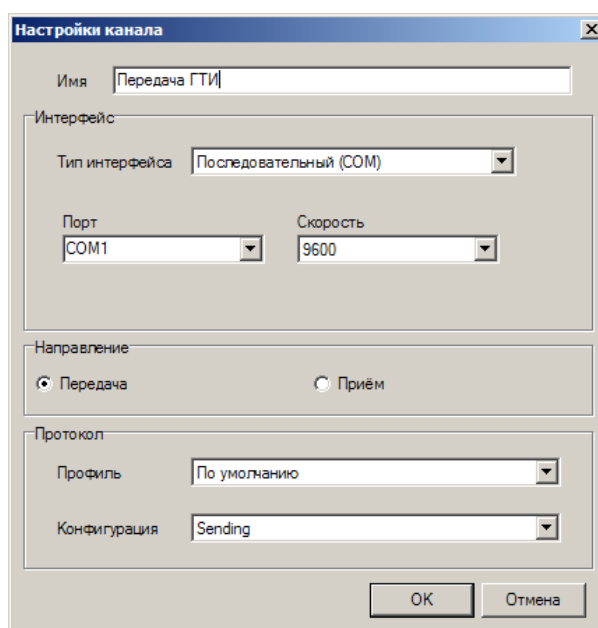 Настройки канала
Имя Передача ГТИ
Интерфейс
Тип интерфейса Последовательный (COM)
Порт Скорость
COM1 9600
Направление
Передача Приём
Протокол
Профиль По умолчанию
Конфигурация Sending
OK Отмена